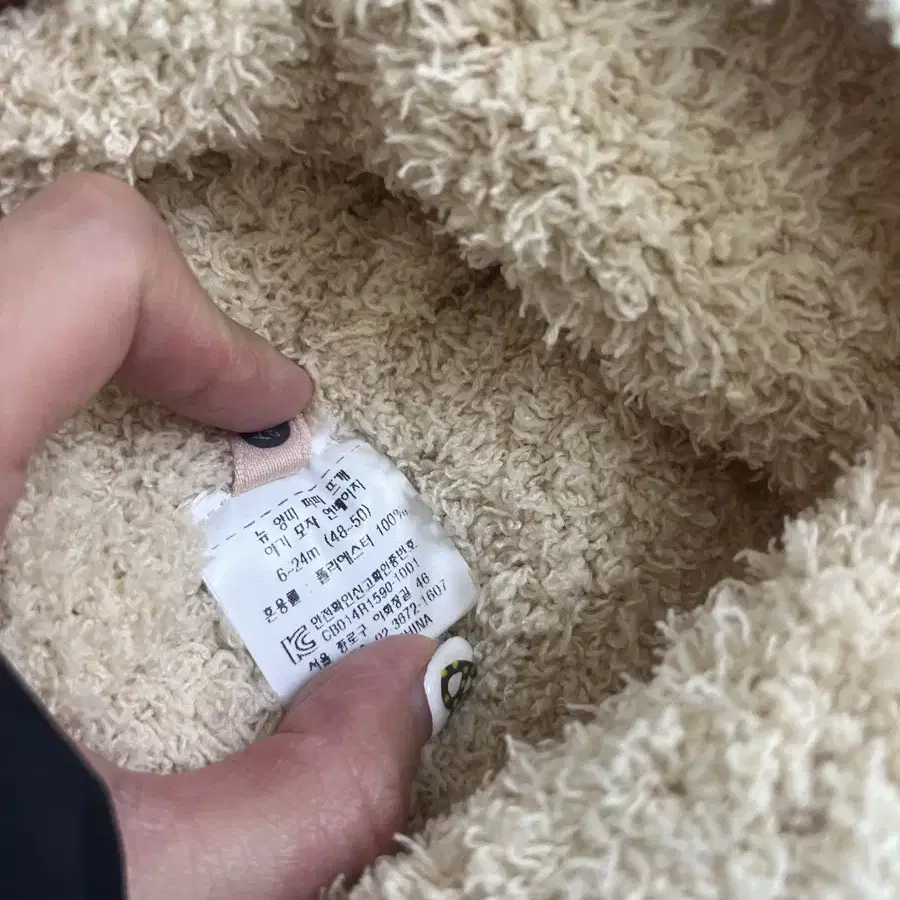 뉴 양띠 퍼피 뜨개
아기 모자 엔베이지
6~24m (48~50)
혼용률 폴리에스터 100%
안전확인신고확인증번호
CB014R1590-1001
서울 종로구 이화장길 46
02.3672-1607
CHINA